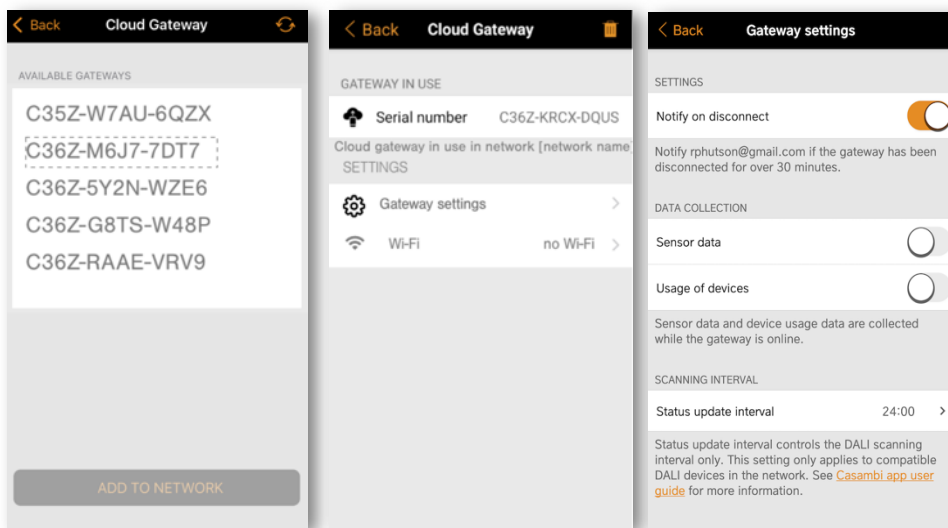 Back
Cloud Gateway
AVAILABLE GATEWAYS
C35Z-W7AU-6QZX
C36Z-M6J7-7DT7
C36Z-5Y2N-WZE6
C36Z-G8TS-W48P
C36Z-RAAE-VRV9
ADD TO NETWORK
Back
Cloud Gateway
GATEWAY IN USE
Serial number C36Z-KRCX-DQUS
Cloud gateway in use in network [network name]
SETTINGS
Gateway settings
Wi-Fi no Wi-Fi
Back
Gateway settings
SETTINGS
Notify on disconnect
Notify rphutson@gmail.com if the gateway has been
disconnected for over 30 minutes.
DATA COLLECTION
Sensor data
Usage of devices
Sensor data and device usage data are collected
while the gateway is online.
SCANNING INTERVAL
Status update interval 24:00
Status update interval controls the DALI scanning
interval only. This setting only applies to compatible
DALI devices in the network. See Casambi app user
guide for more information.